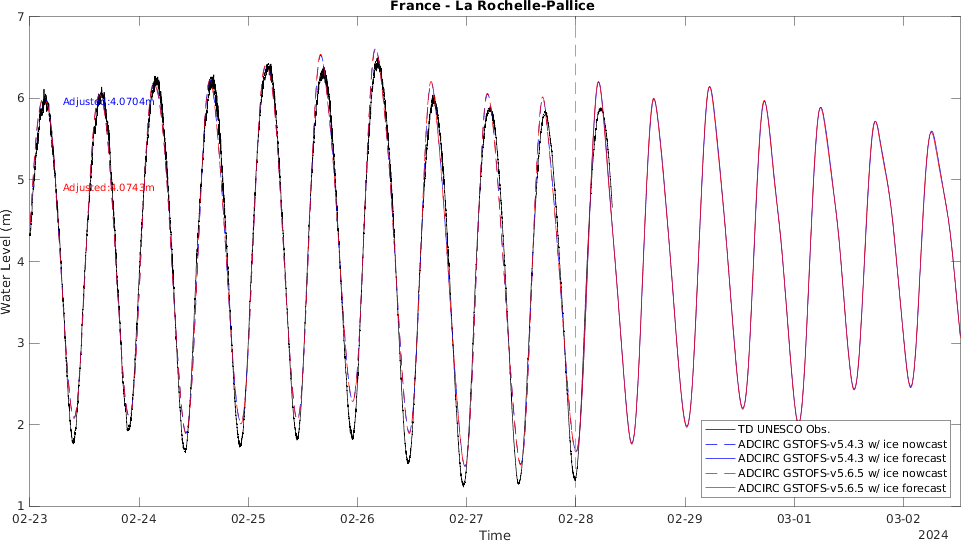 France - La Rochelle-Pallice
7
6
5
4
3
2
1
Water Level (m)
Adjusted:4.0704m
Adjusted:4.0743m
TD UNESCO Obs.
ADCIRC GSTOFS-v5.4.3 w/ ice nowcast
ADCIRC GSTOFS-v5.4.3 w/ ice forecast
ADCIRC GSTOFS-v5.6.5 w/ ice nowcast
ADCIRC GSTOFS-v5.6.5 w/ ice forecast
02-23 02-24 02-25 02-26 02-27 02-28 02-29 03-01 03-02
Time
2024